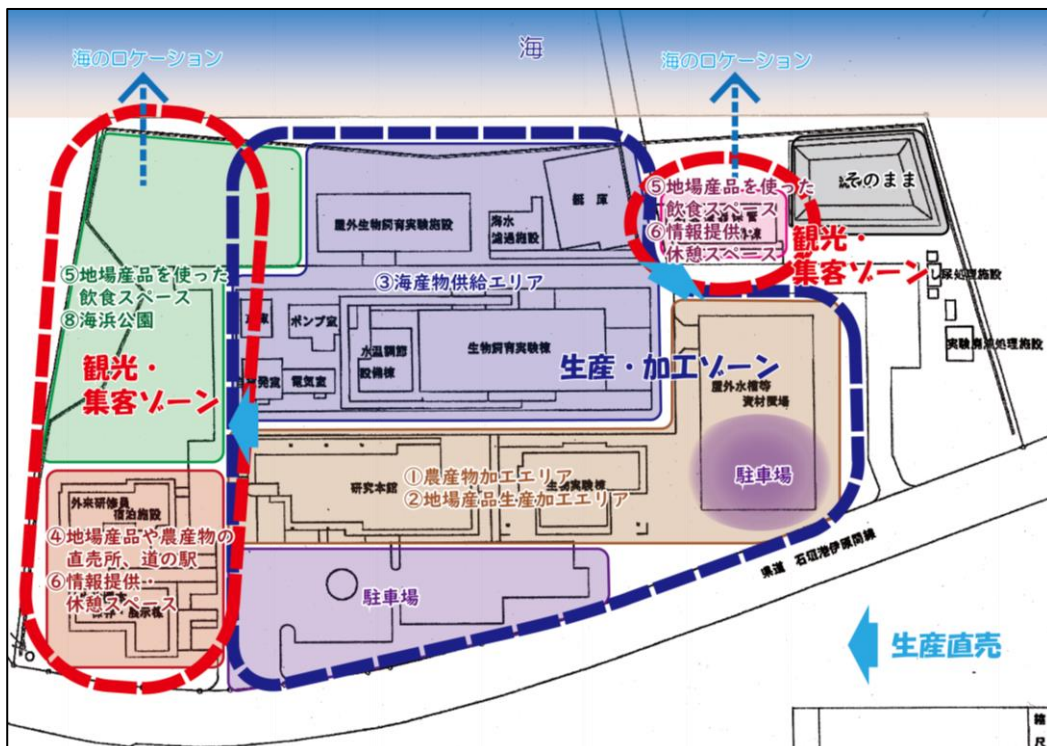 海
海のロケーション
海のロケーション
⑤地場産品を使った
飲食スペース
⑥情報提供・
休憩スペース
観光・
集客ゾーン
そのまま
屋外生物飼育実験施設
海水
濾過施設
艇庫
③海産物供給エリア
⑤地場産品を使った
飲食スペース
⑧海浜公園
観光・
集客ゾーン
ポンプ室
水温調節
設備棟
生物飼育実験棟
電気室
生産・加工ゾーン
屋外水槽等
資材置場
駐車場
実験廃水処理施設
研究本館
①農産物加工エリア
②地場産品生産加工エリア
生物実験棟
外来研修員
宿泊施設
④地場産品や農産物の
直売所、道の駅
⑥情報提供・
休憩スペース
駐車場
県道 石垣港伊原間線
生産直売
縮
尺